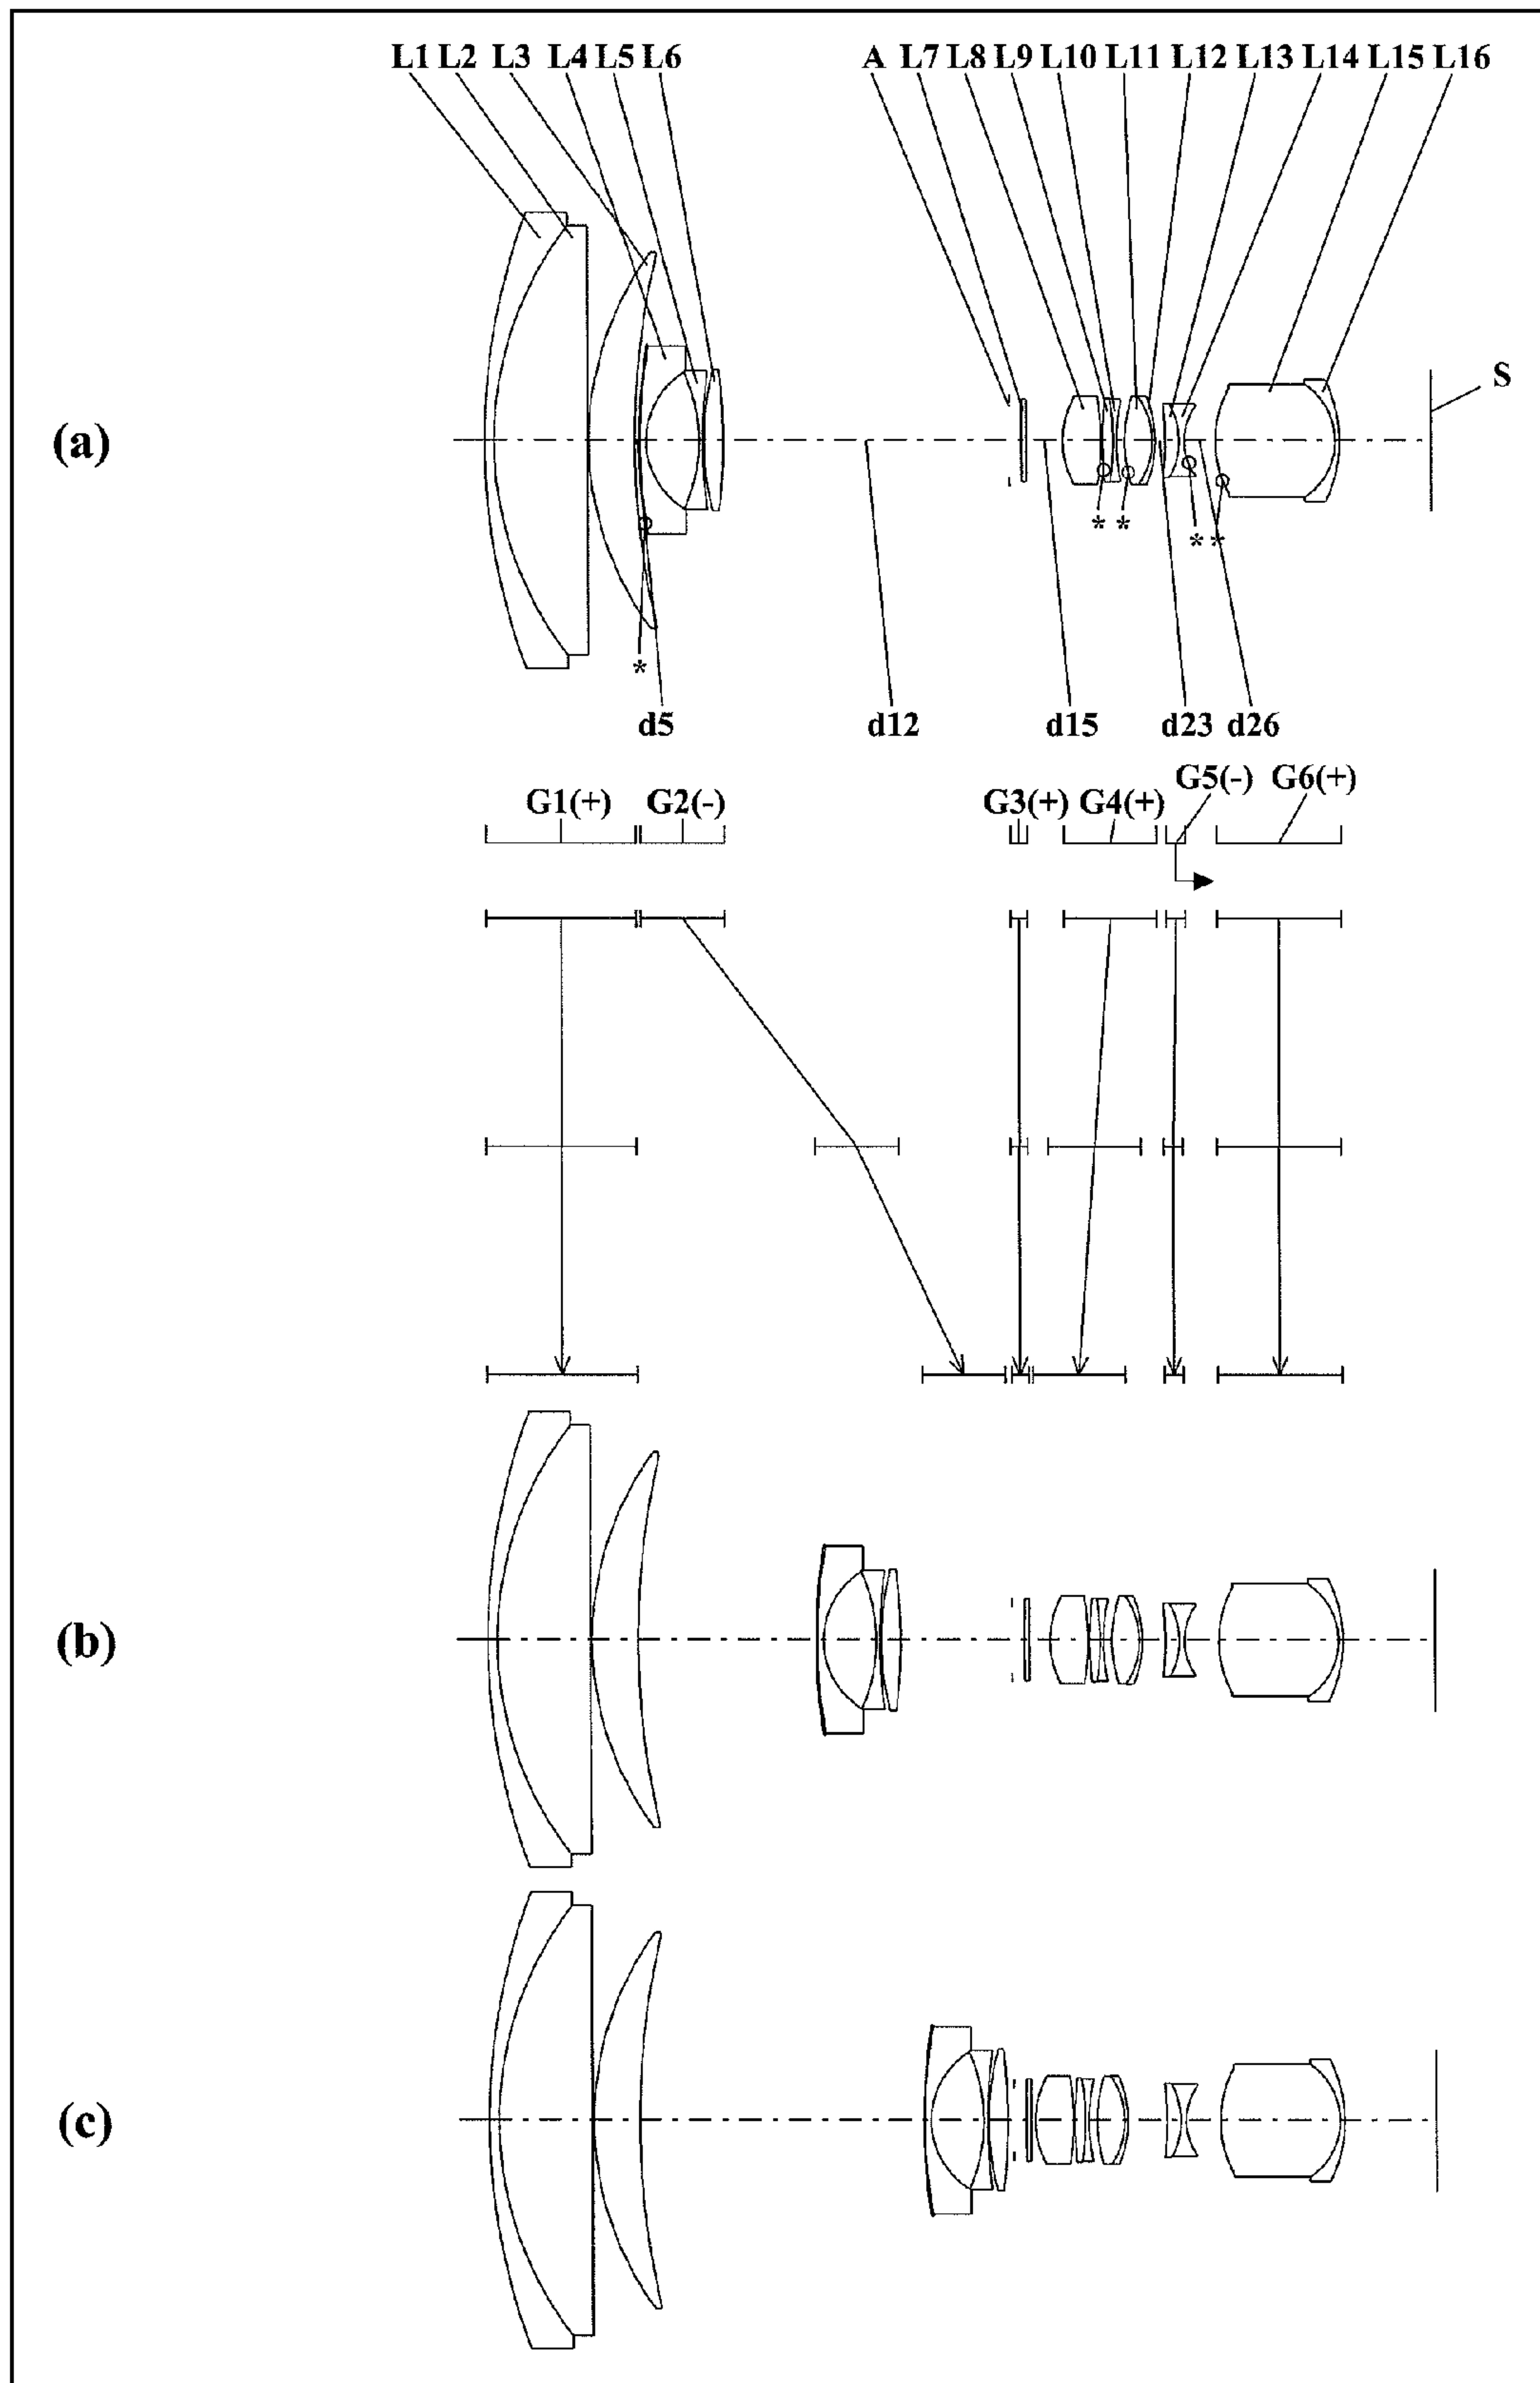 L1 L2 L3 L4 L5 L6 A L7 L8 L9 L10 L11 L12 L13 L14 L15 L16
S
(a)
* * * *
*
d5 d12 d15 d23 d26
G1(+) G2(-) G3(+) G4(+) G5(-) G6(+)
(b)
(c)